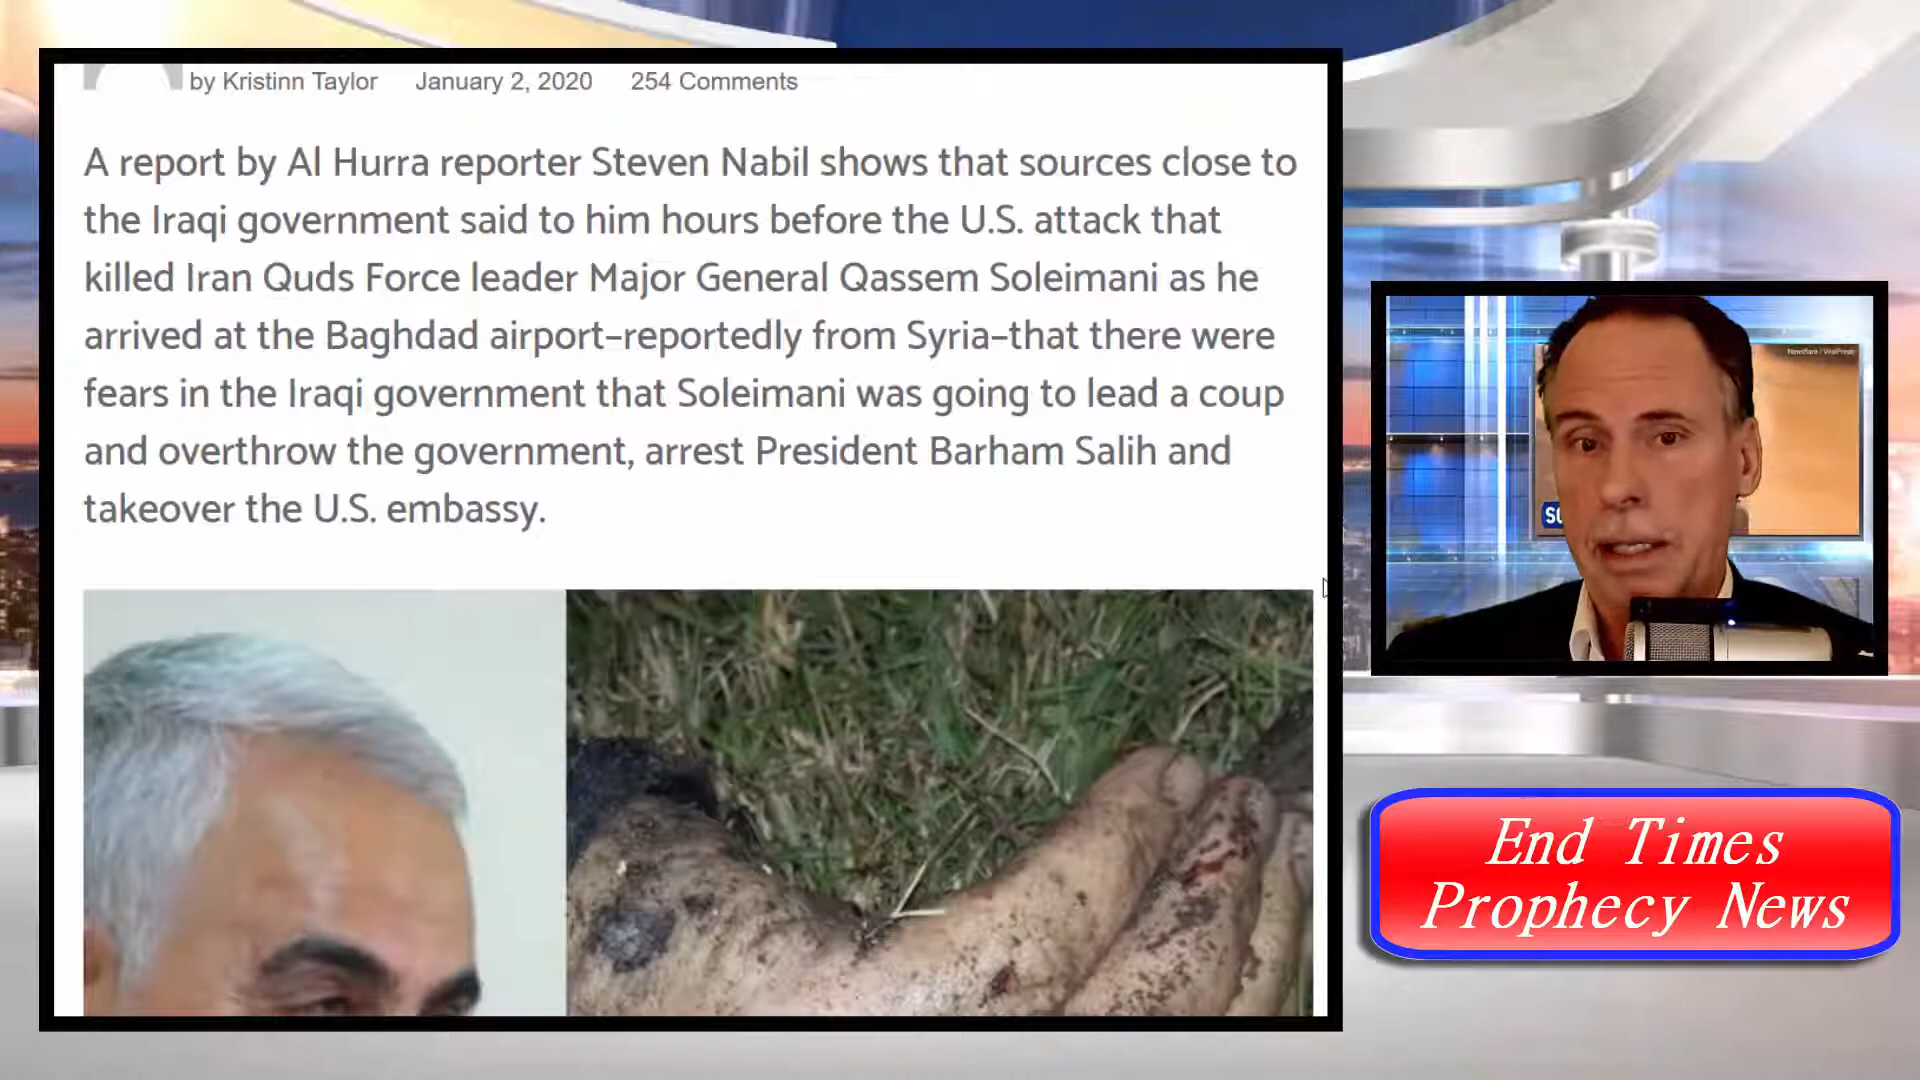 by Kristinn Taylor January 2, 2020 254 Comments
A report by Al Hurra reporter Steven Nabil shows that sources close to
the Iraqi government said to him hours before the U.S. attack that
killed Iran Quds Force leader Major General Qassem Soleimani as he
arrived at the Baghdad airport–reportedly from Syria–that there were
fears in the Iraqi government that Soleimani was going to lead a coup
and overthrow the government, arrest President Barham Salih and
takeover the U.S. embassy.
Newsflare / ViralPress
End Times
Prophecy News